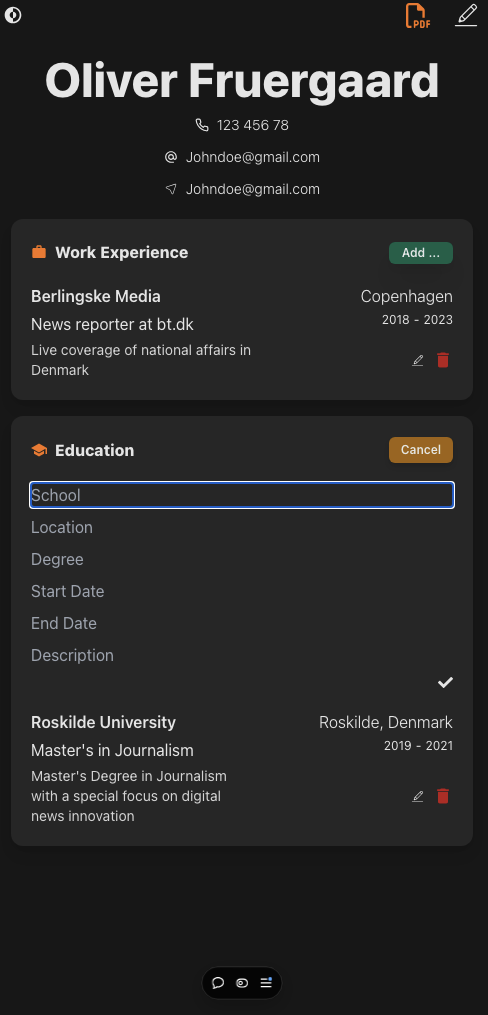 PDF
Oliver Fruergaard
123 456 78
Johndoe@gmail.com
Johndoe@gmail.com
Work Experience
Add ...
Berlingske Media
Copenhagen
News reporter at bt.dk
2018 - 2023
Live coverage of national affairs in
Denmark
Education
Cancel
School
Location
Degree
Start Date
End Date
Description
Roskilde University
Roskilde, Denmark
Master's in Journalism
2019 - 2021
Master's Degree in Journalism
with a special focus on digital
news innovation